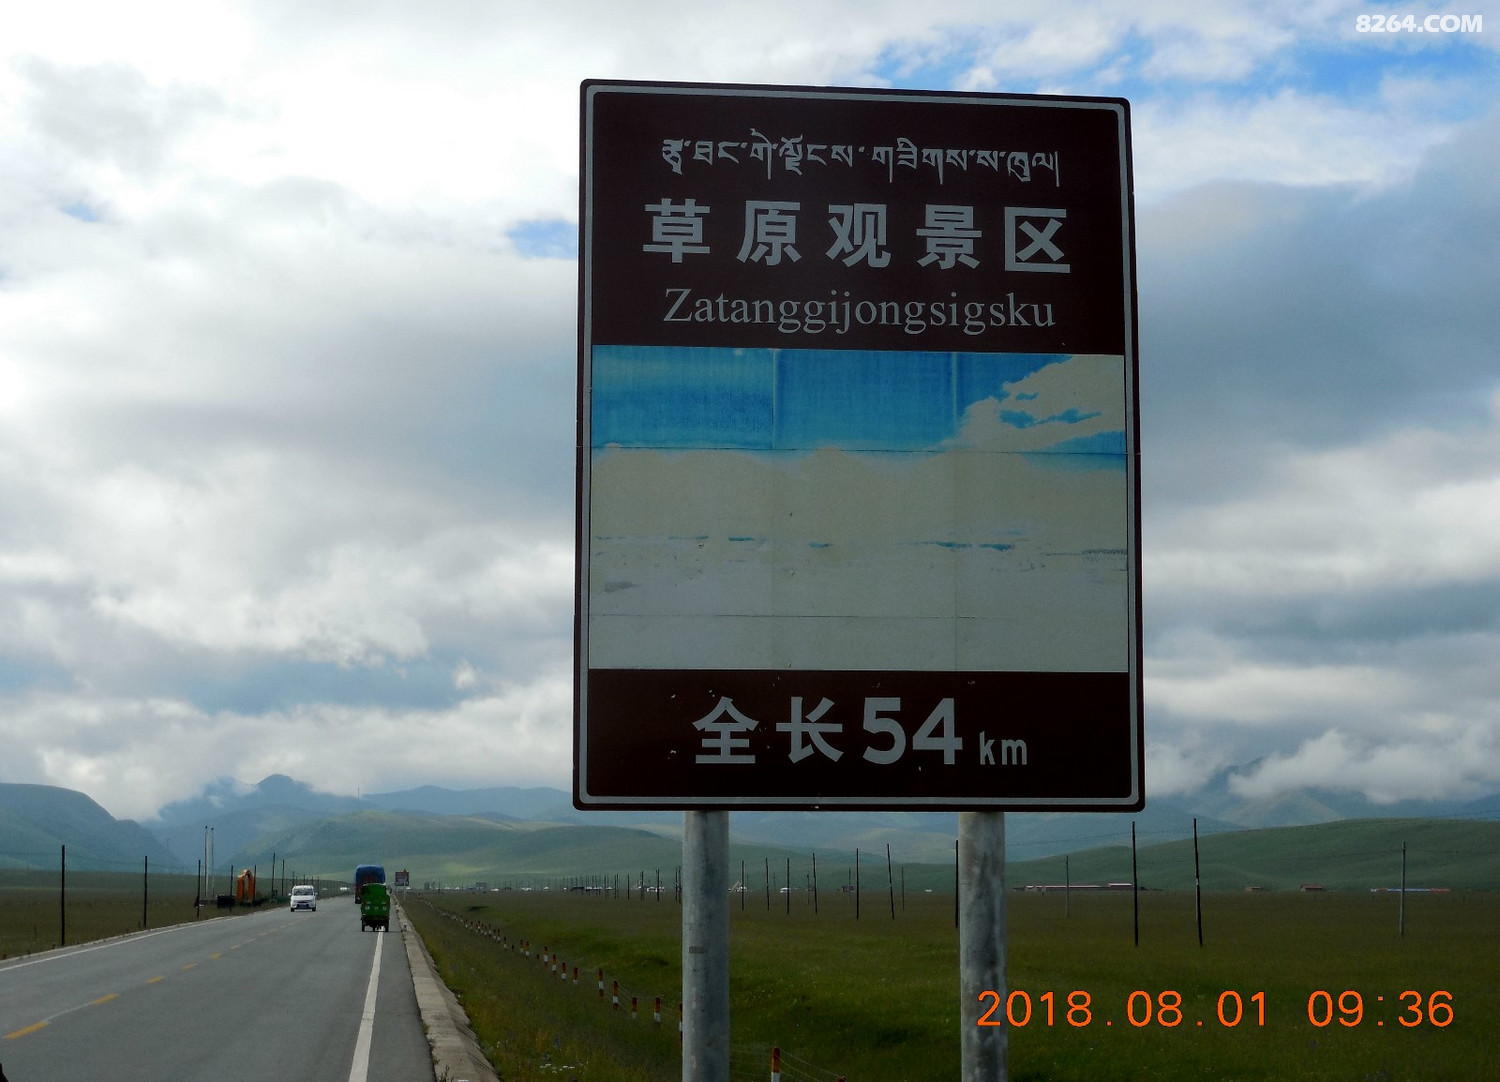 8264.COM
རྩྭ་ཐང་གི་ལྗོངས་གཟིགས་ས་ཁུལ།
草原观景区
Zatanggijongsigsku
全长54km
2018.08.01 09:36